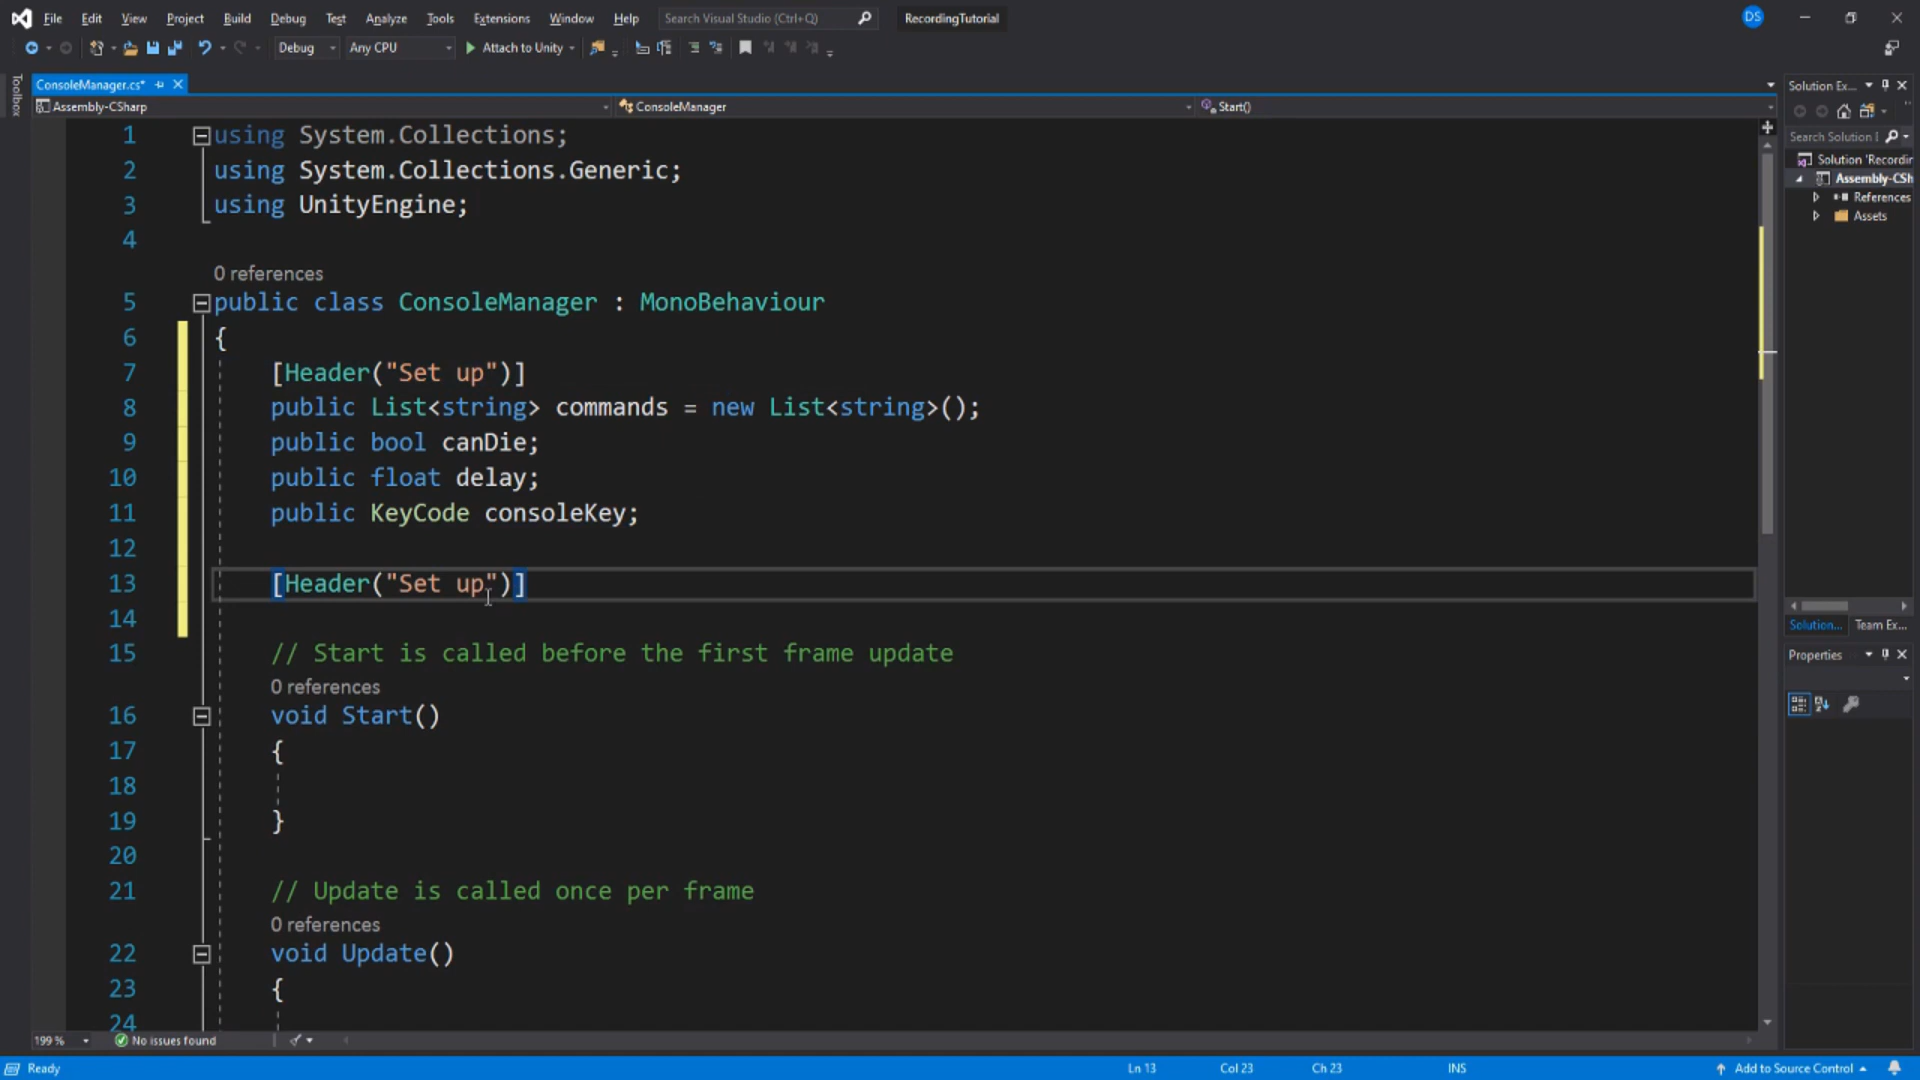 File Edit View Project Build Debug Test Analyze Tools Extensions Window Help Search Visual Studio (Ctrl+Q) RecordingTutorial DS
Debug Any CPU Attach to Unity
Toolbox
ConsoleManager.cs*
Assembly-CSharp ConsoleManager Start()
1 using System.Collections;
2 using System.Collections.Generic;
3 using UnityEngine;
4
0 references
5 public class ConsoleManager : MonoBehaviour
6 {
7 [Header("Set up")]
8 public List<string> commands = new List<string>();
9 public bool canDie;
10 public float delay;
11 public KeyCode consoleKey;
12
13 [Header("Set up")]
14
15 // Start is called before the first frame update
0 references
16 void Start()
17 {
18
19 }
20
21 // Update is called once per frame
0 references
22 void Update()
23 {
24
199 % No issues found
Ready Ln 13 Col 23 Ch 23 INS Add to Source Control
Solution Ex...
Search Solution E
Solution 'Recordin
Assembly-CSh
References
Assets
Solution... Team Ex...
Properties